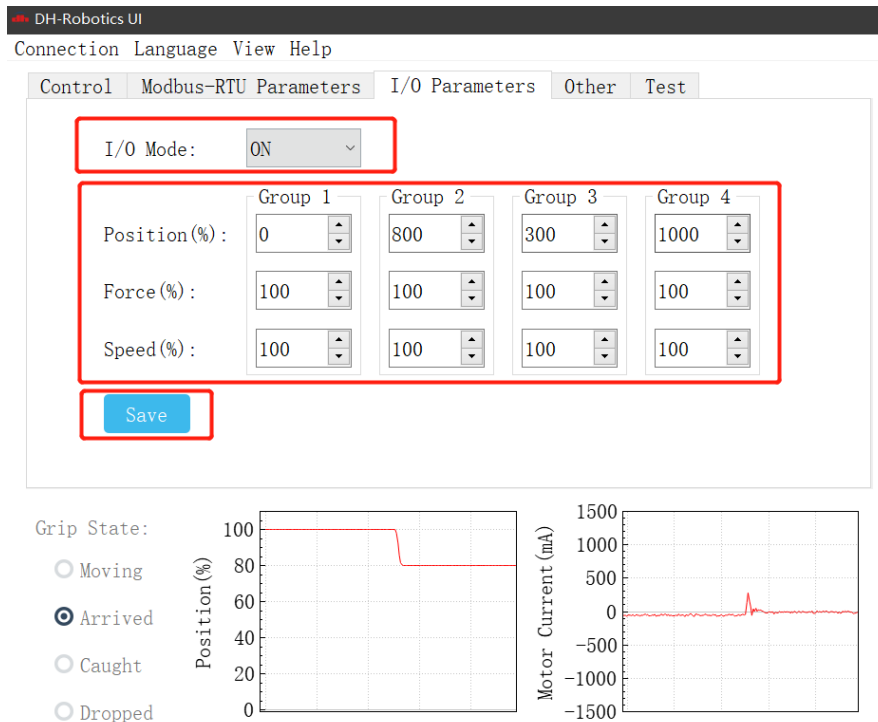 DH-Robotics UI
Connection Language View Help
Control Modbus-RTU Parameters I/O Parameters Other Test
I/O Mode: ON
Group 1 Group 2 Group 3 Group 4
Position(%): 0 800 300 1000
Force(%): 100 100 100 100
Speed(%): 100 100 100 100
Save
Grip State:
Moving
Arrived
Caught
Dropped
Position(%)
100
80
60
40
20
0
Motor Current(mA)
1500
1000
500
0
-500
-1000
-1500